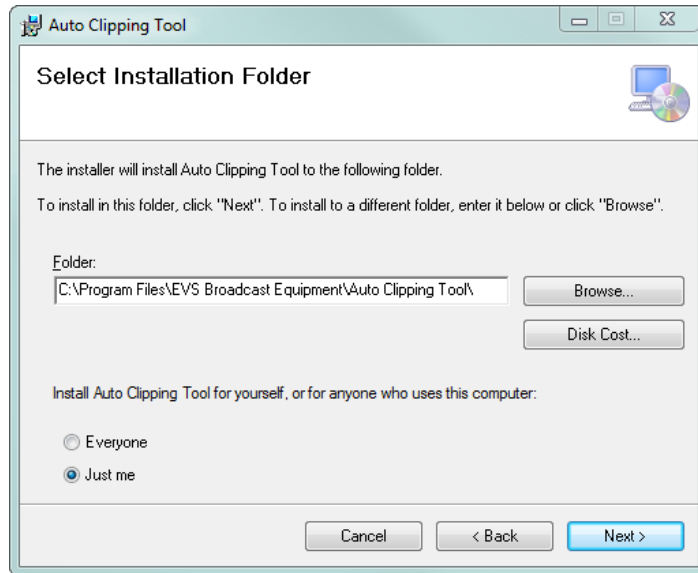 Auto Clipping Tool
Select Installation Folder
The installer will install Auto Clipping Tool to the following folder.
To install in this folder, click "Next". To install to a different folder, enter it below or click "Browse".
Folder:
C:\Program Files\EVS Broadcast Equipment\Auto Clipping Tool\
Browse...
Disk Cost...
Install Auto Clipping Tool for yourself, or for anyone who uses this computer:
Everyone
Just me
Cancel
< Back
Next >